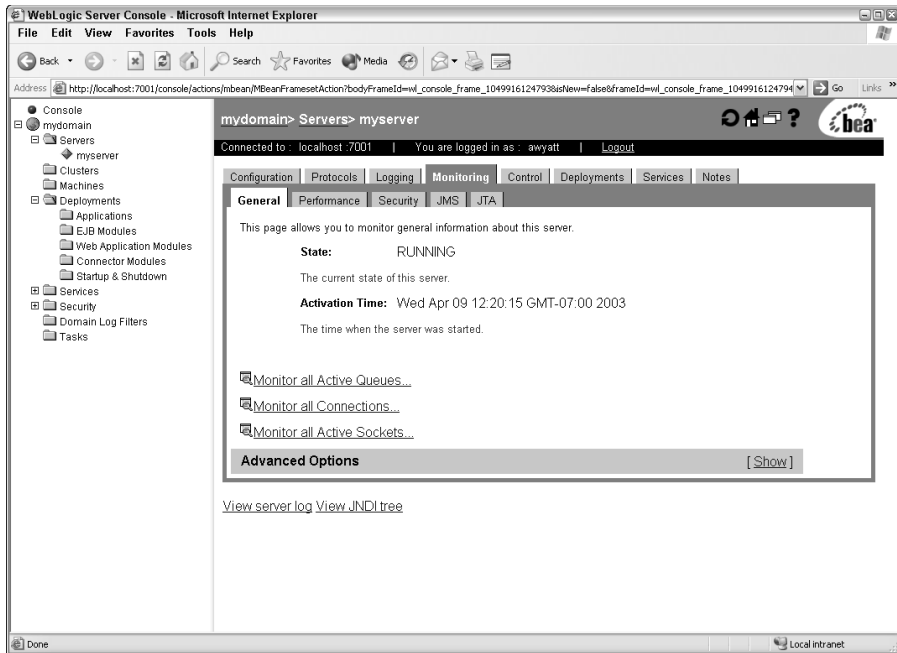 WebLogic Server Console - Microsoft Internet Explorer
File Edit View Favorites Tools Help
Back Search Favorites Media
Address http://localhost:7001/console/actions/mbean/MBeanFramesetAction?bodyFrameId=wl_console_frame_1049916124793&isNew=false&frameId=wl_console_frame_1049916124794 Go Links »
Console
mydomain
Servers
myserver
Clusters
Machines
Deployments
Applications
EJB Modules
Web Application Modules
Connector Modules
Startup & Shutdown
Services
Security
Domain Log Filters
Tasks
mydomain> Servers> myserver
? bea
Connected to : localhost :7001 | You are logged in as : awyatt | Logout
Configuration Protocols Logging Monitoring Control Deployments Services Notes
General Performance Security JMS JTA
This page allows you to monitor general information about this server.
State: RUNNING
The current state of this server.
Activation Time: Wed Apr 09 12:20:15 GMT-07:00 2003
The time when the server was started.
Monitor all Active Queues...
Monitor all Connections...
Monitor all Active Sockets...
Advanced Options [ Show ]
View server log View JNDI tree
Done Local intranet